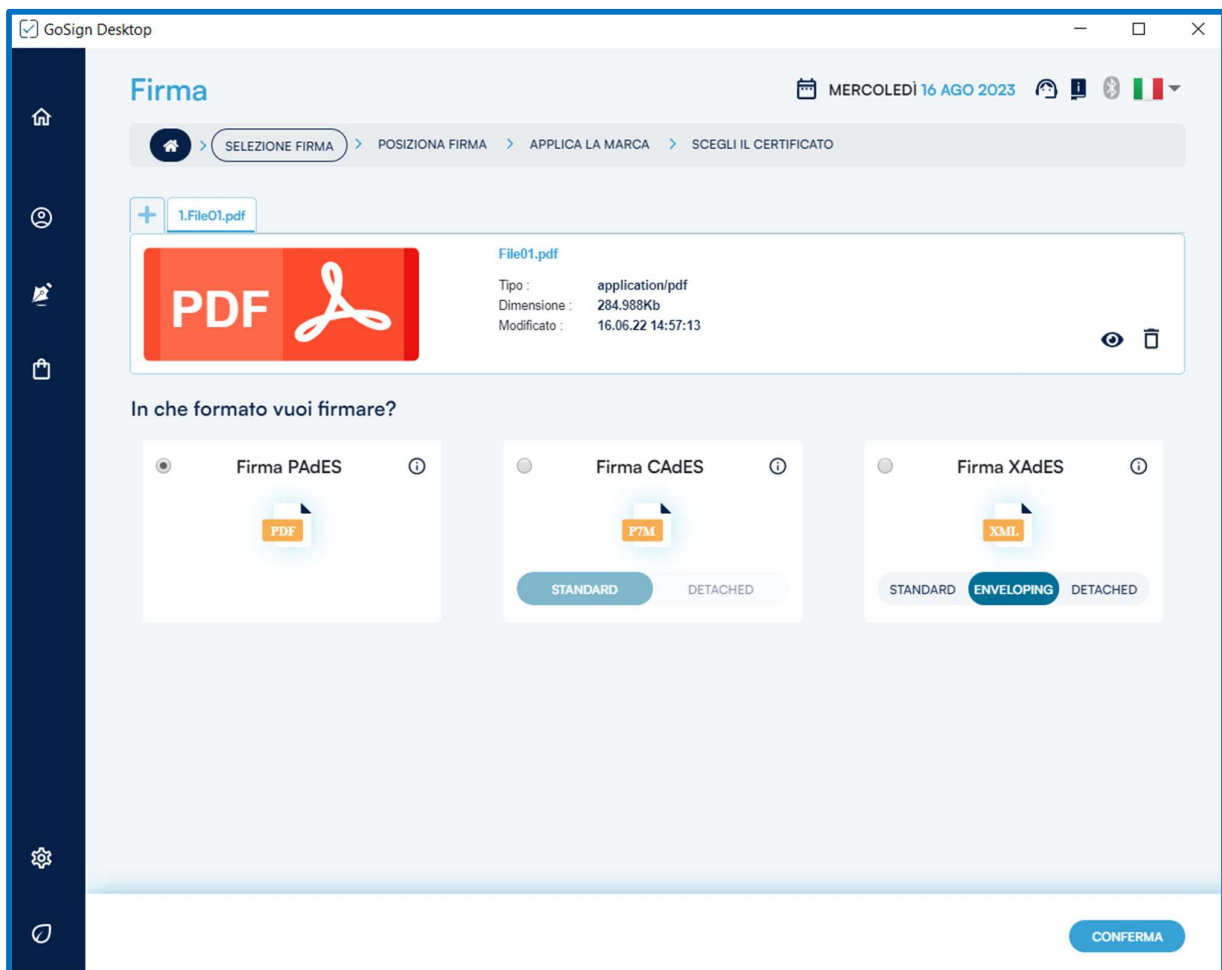 GoSign Desktop
Firma
MERCOLEDÌ 16 AGO 2023
SELEZIONE FIRMA > POSIZIONA FIRMA > APPLICA LA MARCA > SCEGLI IL CERTIFICATO
+ 1.File01.pdf
PDF
File01.pdf
Tipo : application/pdf
Dimensione : 284.988Kb
Modificato : 16.06.22 14:57:13
In che formato vuoi firmare?
Firma PAdES
PDF
Firma CAdES
P7M
STANDARD DETACHED
Firma XAdES
XML
STANDARD ENVELOPING DETACHED
CONFERMA